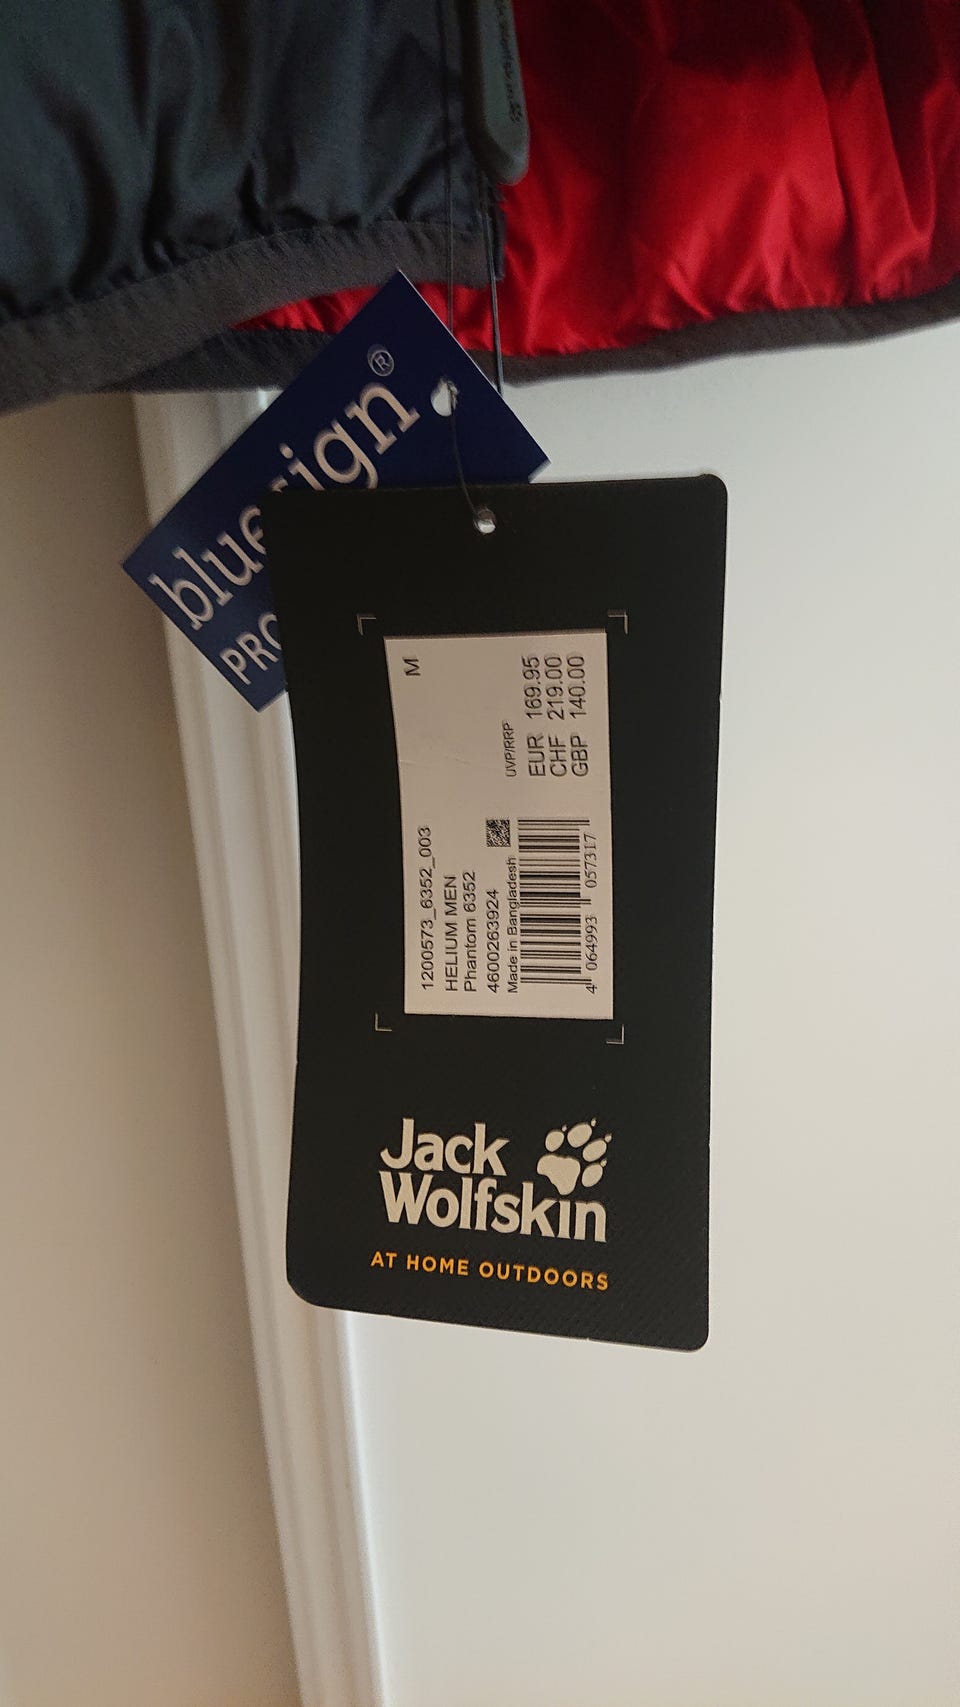 bluesign®
PRO
M
1200573_6352_003
HELIUM MEN
Phantom 6352
4600263924
Made in Bangladesh
4 064993 057317
UVP/RRP
EUR 169.95
CHF 219.00
GBP 140.00
Jack
Wolfskin
AT HOME OUTDOORS